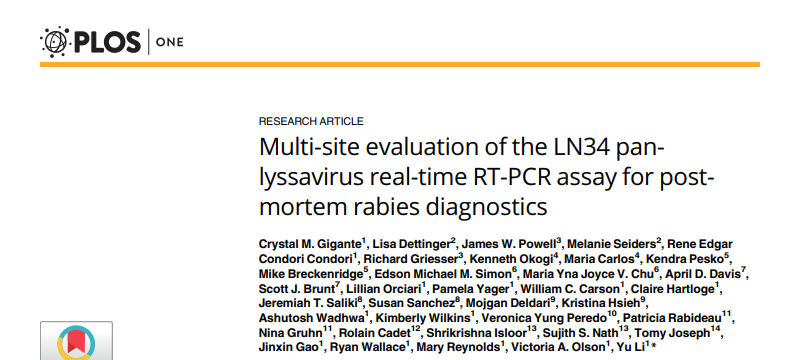 PLOS ONE
RESEARCH ARTICLE
Multi-site evaluation of the LN34 pan-
lyssavirus real-time RT-PCR assay for post-
mortem rabies diagnostics
Crystal M. Gigante1, Lisa Dettinger2, James W. Powell3, Melanie Seiders2, Rene Edgar
Condori Condori1, Richard Griesser3, Kenneth Okogi4, Maria Carlos4, Kendra Pesko5,
Mike Breckenridge5, Edson Michael M. Simon6, Maria Yna Joyce V. Chu6, April D. Davis7,
Scott J. Brunt7, Lillian Orciari1, Pamela Yager1, William C. Carson1, Claire Hartloge1,
Jeremiah T. Saliki8, Susan Sanchez8, Mojgan Deldari9, Kristina Hsieh9,
Ashutosh Wadhwa1, Kimberly Wilkins1, Veronica Yung Peredo10, Patricia Rabideau11,
Nina Gruhn11, Rolain Cadet12, Shrikrishna Isloor13, Sujith S. Nath13, Tomy Joseph14,
Jinxin Gao1, Ryan Wallace1, Mary Reynolds1, Victoria A. Olson1, Yu Li1*